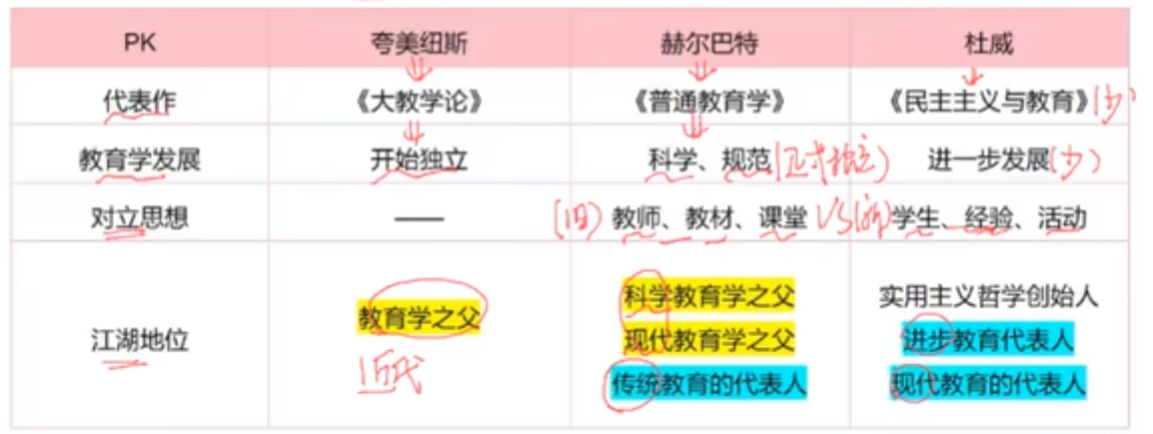 PK 夸美纽斯 赫尔巴特 杜威
代表作 《大教学论》 《普通教育学》 《民主主义与教育》(少)
教育学发展 开始独立 科学、规范(正式独立) 进一步发展(少)
对立思想 —— (旧) 教师、教材、课堂 VS (新) 学生、经验、活动
江湖地位 教育学之父 科学教育学之父 实用主义哲学创始人
近代 现代教育学之父 进步教育代表人
传统教育的代表人 现代教育的代表人